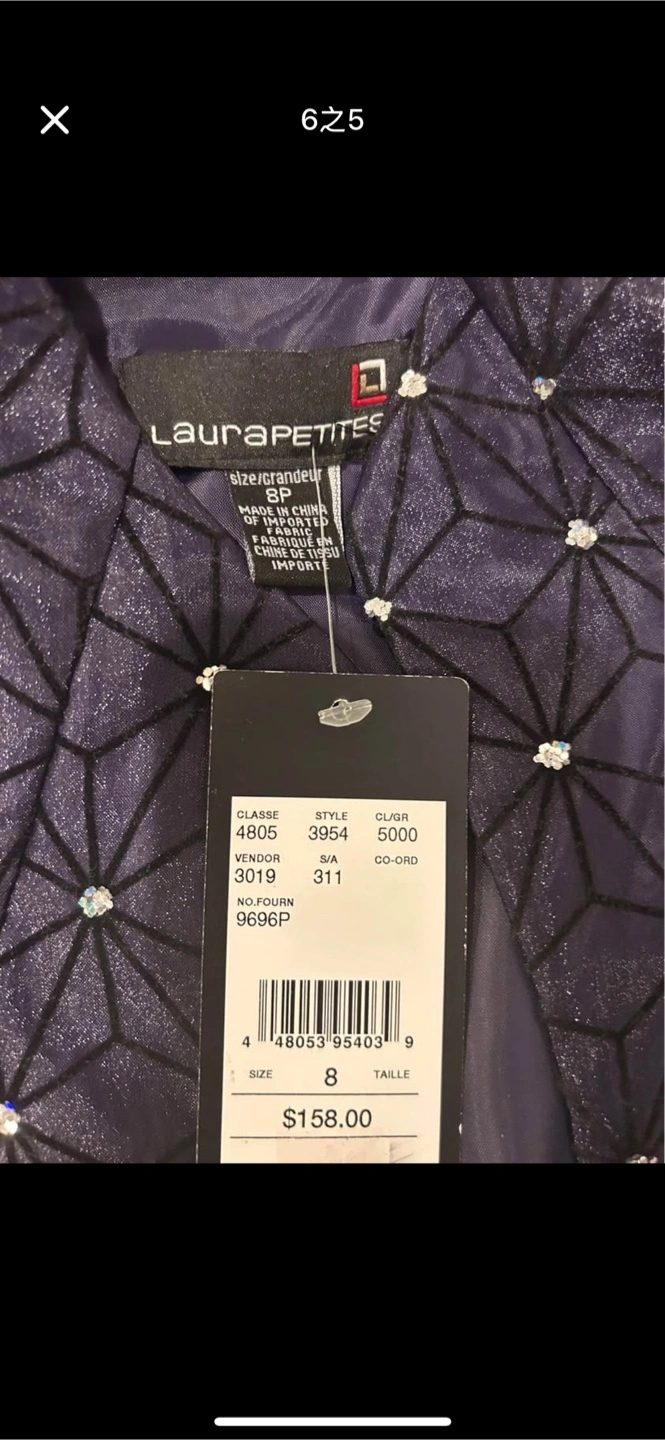 6之5
L
LauraPETITES
size/grandeur
8P
MADE IN CHINA
OF IMPORTED
FABRIC
FABRIQUÉ EN
CHINE DE TISSU
IMPORTÉ
CLASSE STYLE CL/GR
4805 3954 5000
VENDOR S/A CO-ORD
3019 311
NO.FOURN
9696P
4 48053 95403 9
SIZE 8 TAILLE
$158.00